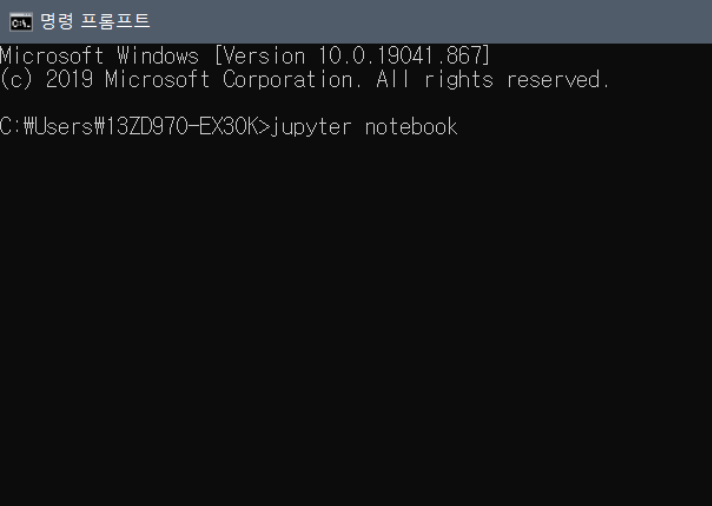 명령 프롬프트
Microsoft Windows [Version 10.0.19041.867]
(c) 2019 Microsoft Corporation. All rights reserved.
C:₩Users₩13ZD970-EX30K>jupyter notebook